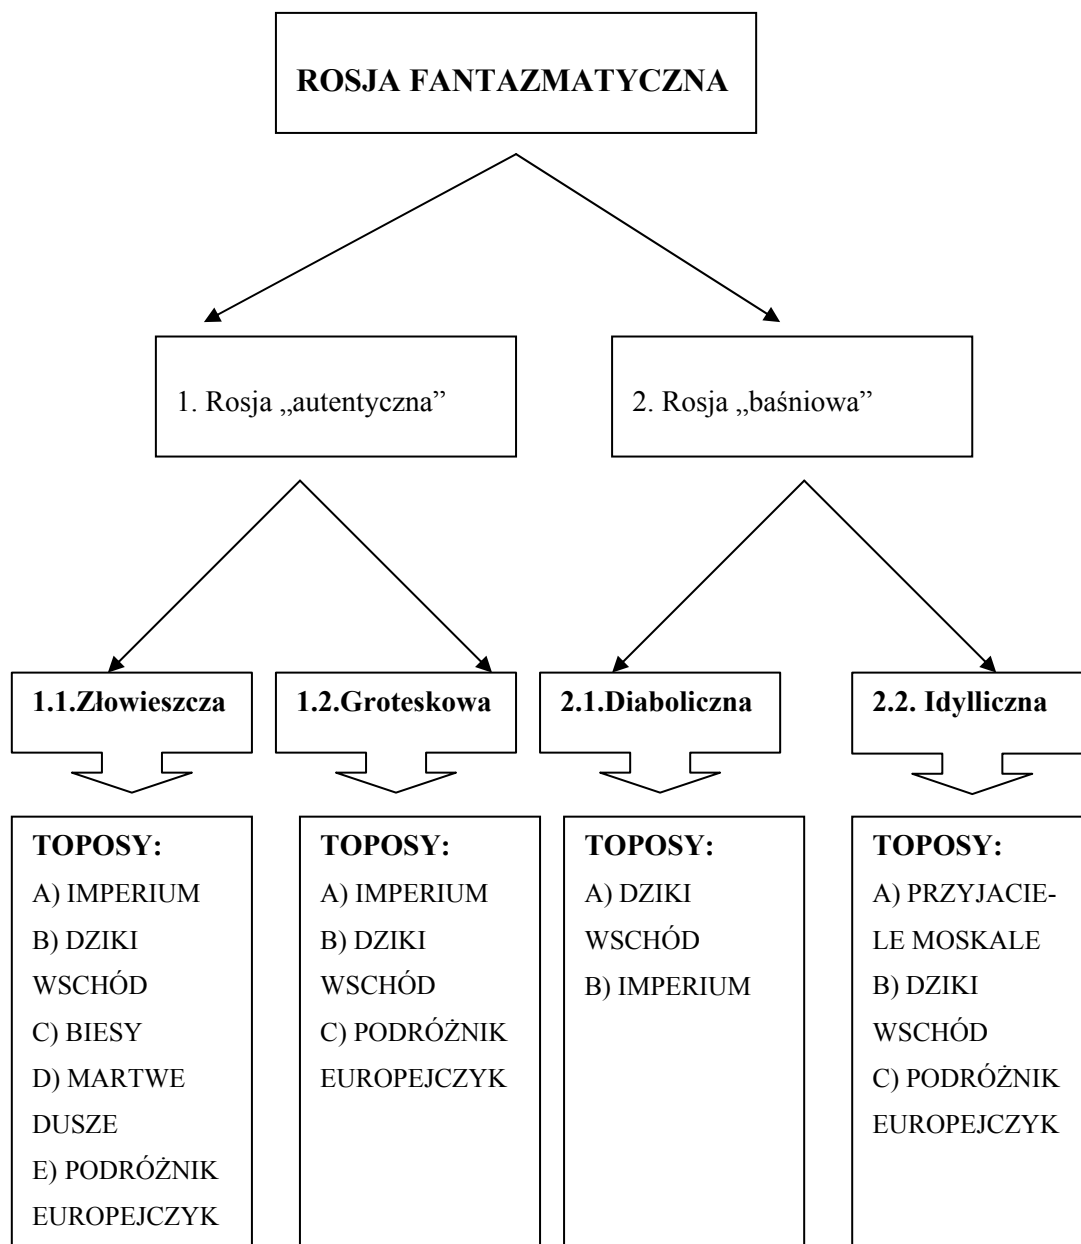 ROSJA FANTAZMATYCZNA
1. Rosja „autentyczna”
2. Rosja „baśniowa”
1.1.Złowieszcza
1.2.Groteskowa
2.1.Diaboliczna
2.2. Idylliczna
TOPOSY:
A) IMPERIUM
B) DZIKI
WSCHÓD
C) BIESY
D) MARTWE
DUSZE
E) PODRÓŻNIK
EUROPEJCZYK
TOPOSY:
A) IMPERIUM
B) DZIKI
WSCHÓD
C) PODRÓŻNIK
EUROPEJCZYK
TOPOSY:
A) DZIKI
WSCHÓD
B) IMPERIUM
TOPOSY:
A) PRZYJACIE-
LE MOSKALE
B) DZIKI
WSCHÓD
C) PODRÓŻNIK
EUROPEJCZYK